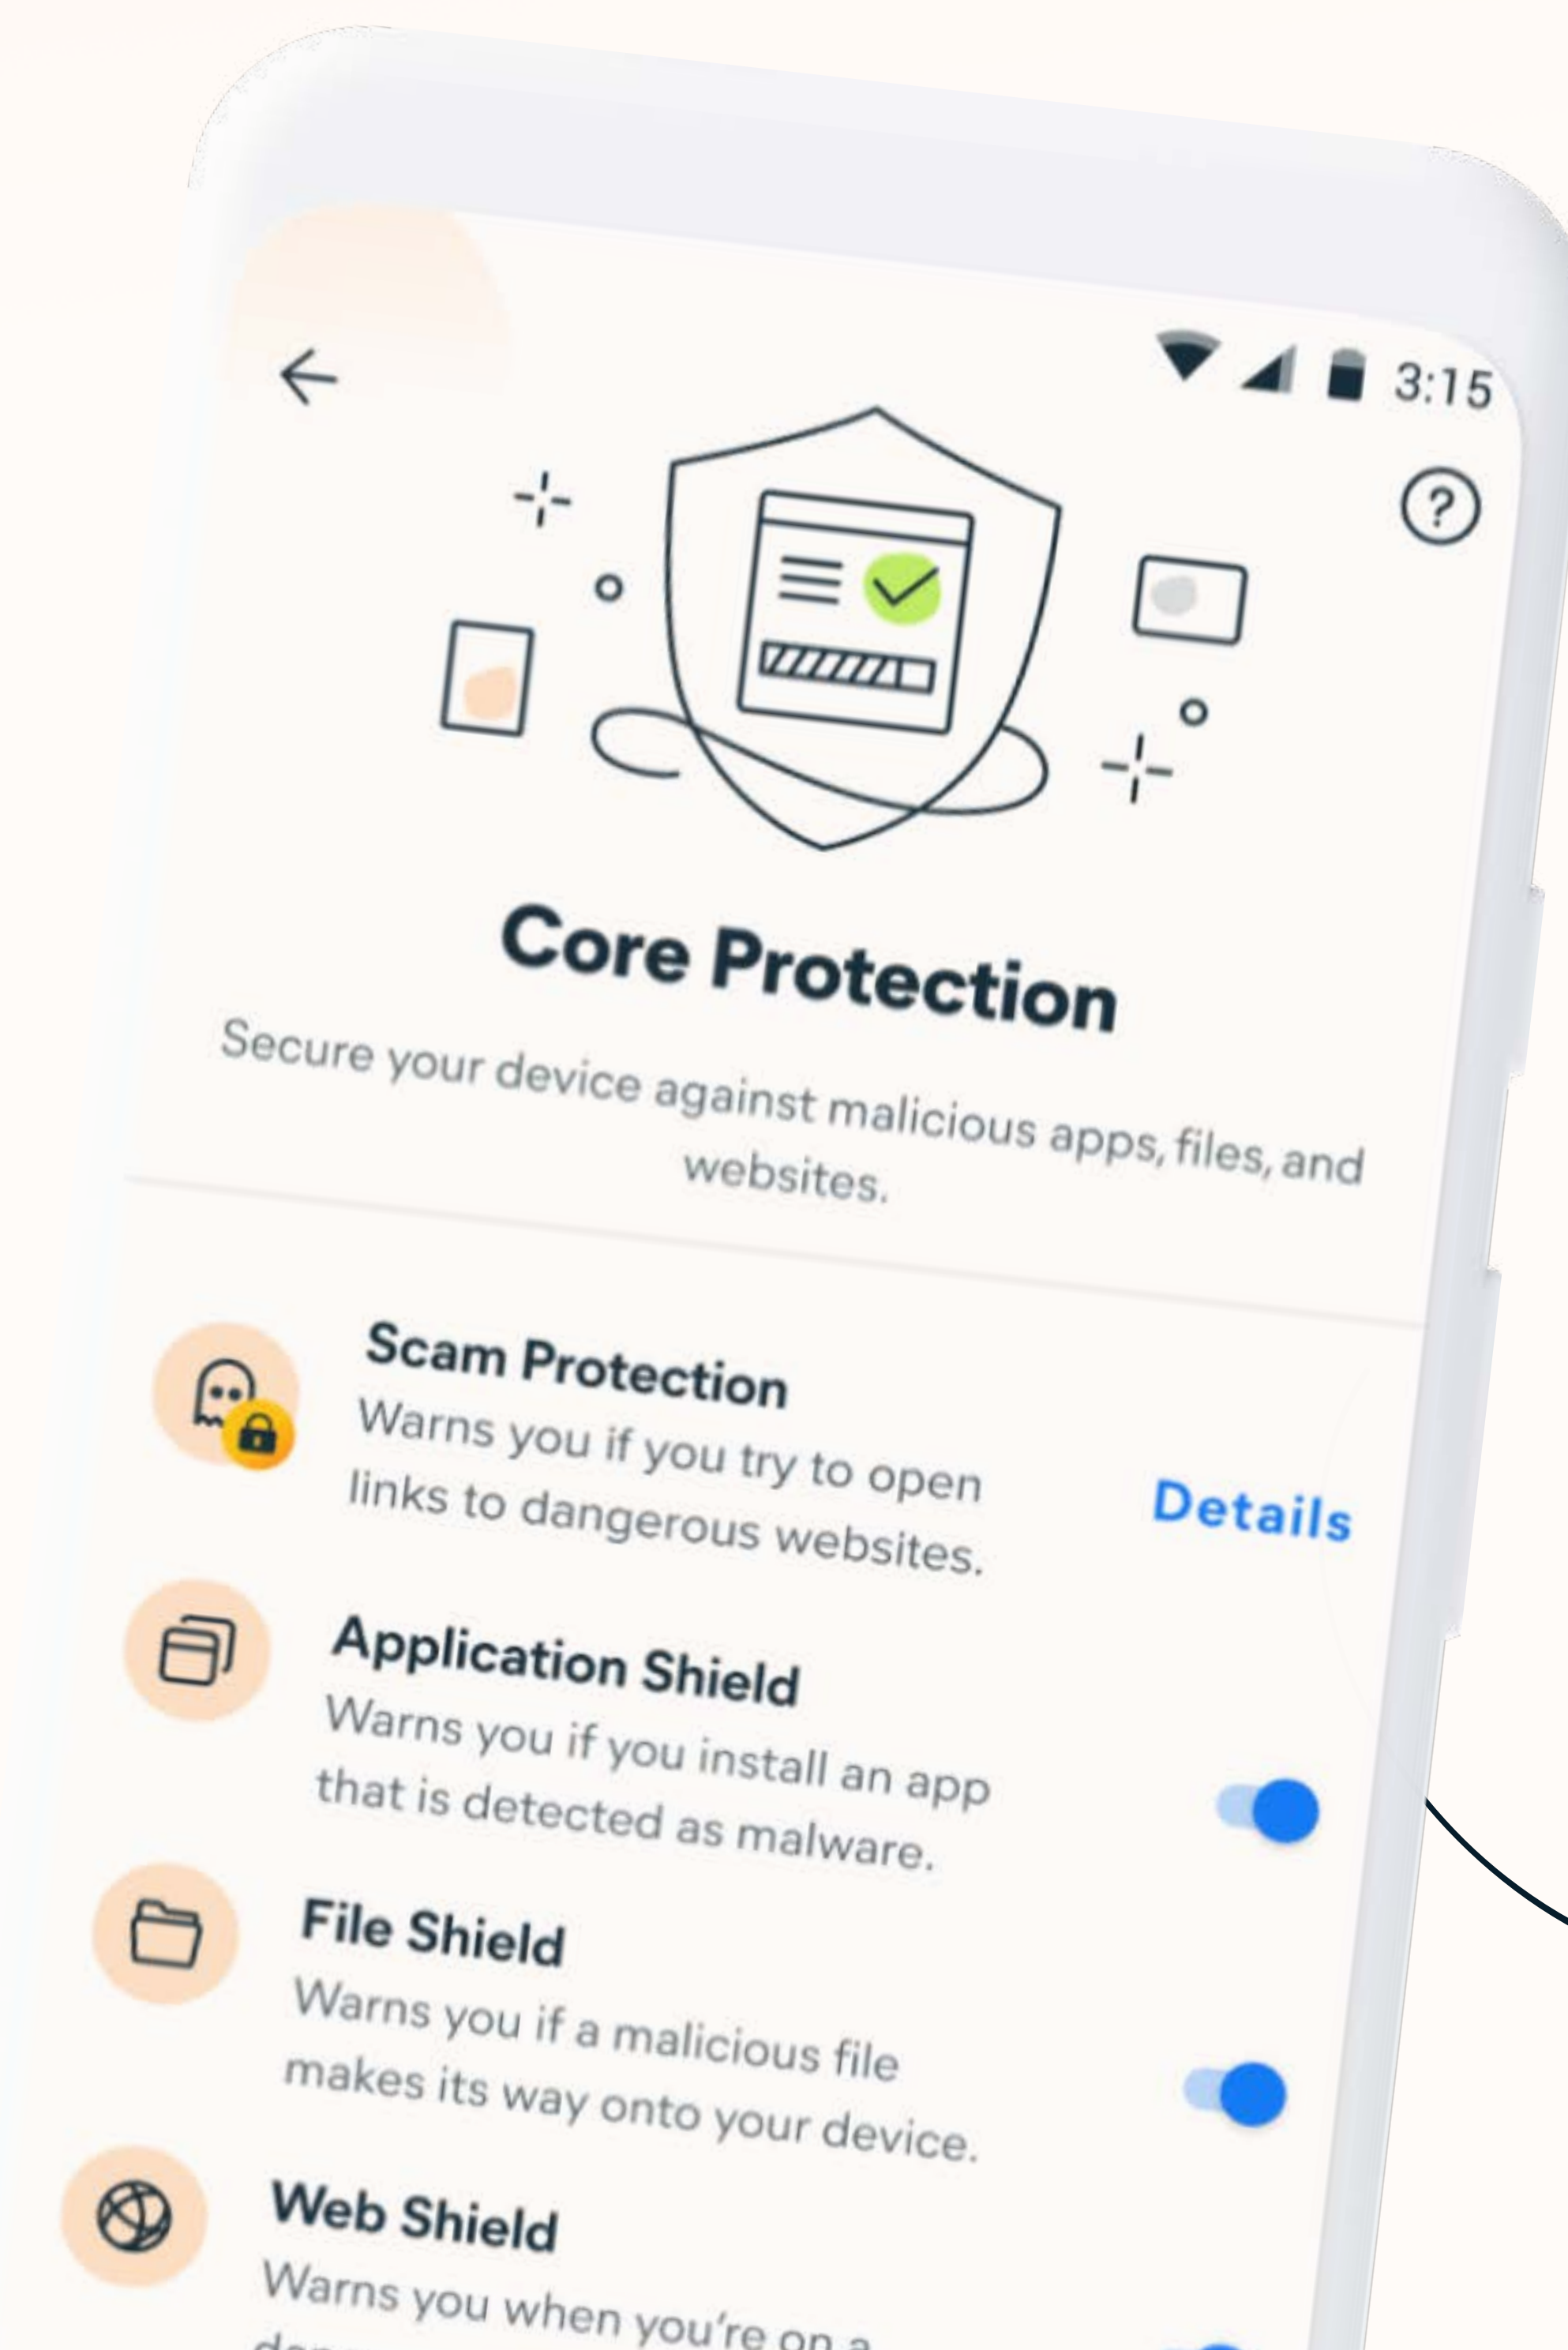 3:15
?
Core Protection
Secure your device against malicious apps, files, and
websites.
Scam Protection
Warns you if you try to open
links to dangerous websites.
Details
Application Shield
Warns you if you install an app
that is detected as malware.
File Shield
Warns you if a malicious file
makes its way onto your device.
Web Shield
Warns you when you're on a